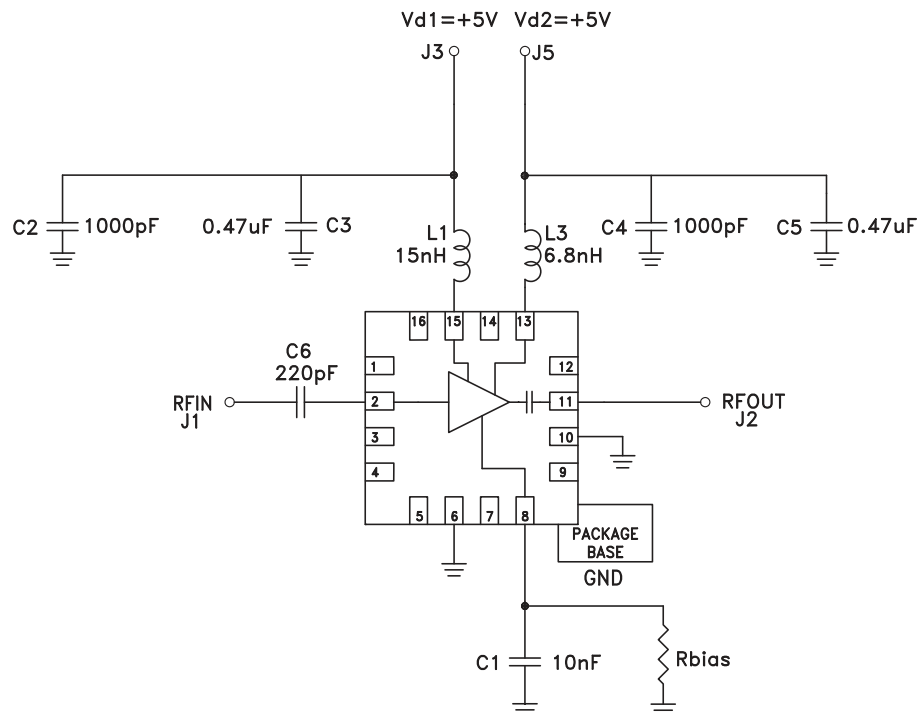 Vd1=+5V Vd2=+5V
J3 J5
C2 1000pF 0.47uF C3 L1 15nH L3 6.8nH C4 1000pF C5 0.47uF
16 15 14 13
C6
220pF
1 12
RFIN
J1
2 11
RFOUT
J2
3 10
4 9
5 6 7 8
PACKAGE
BASE
GND
C1 10nF Rbias